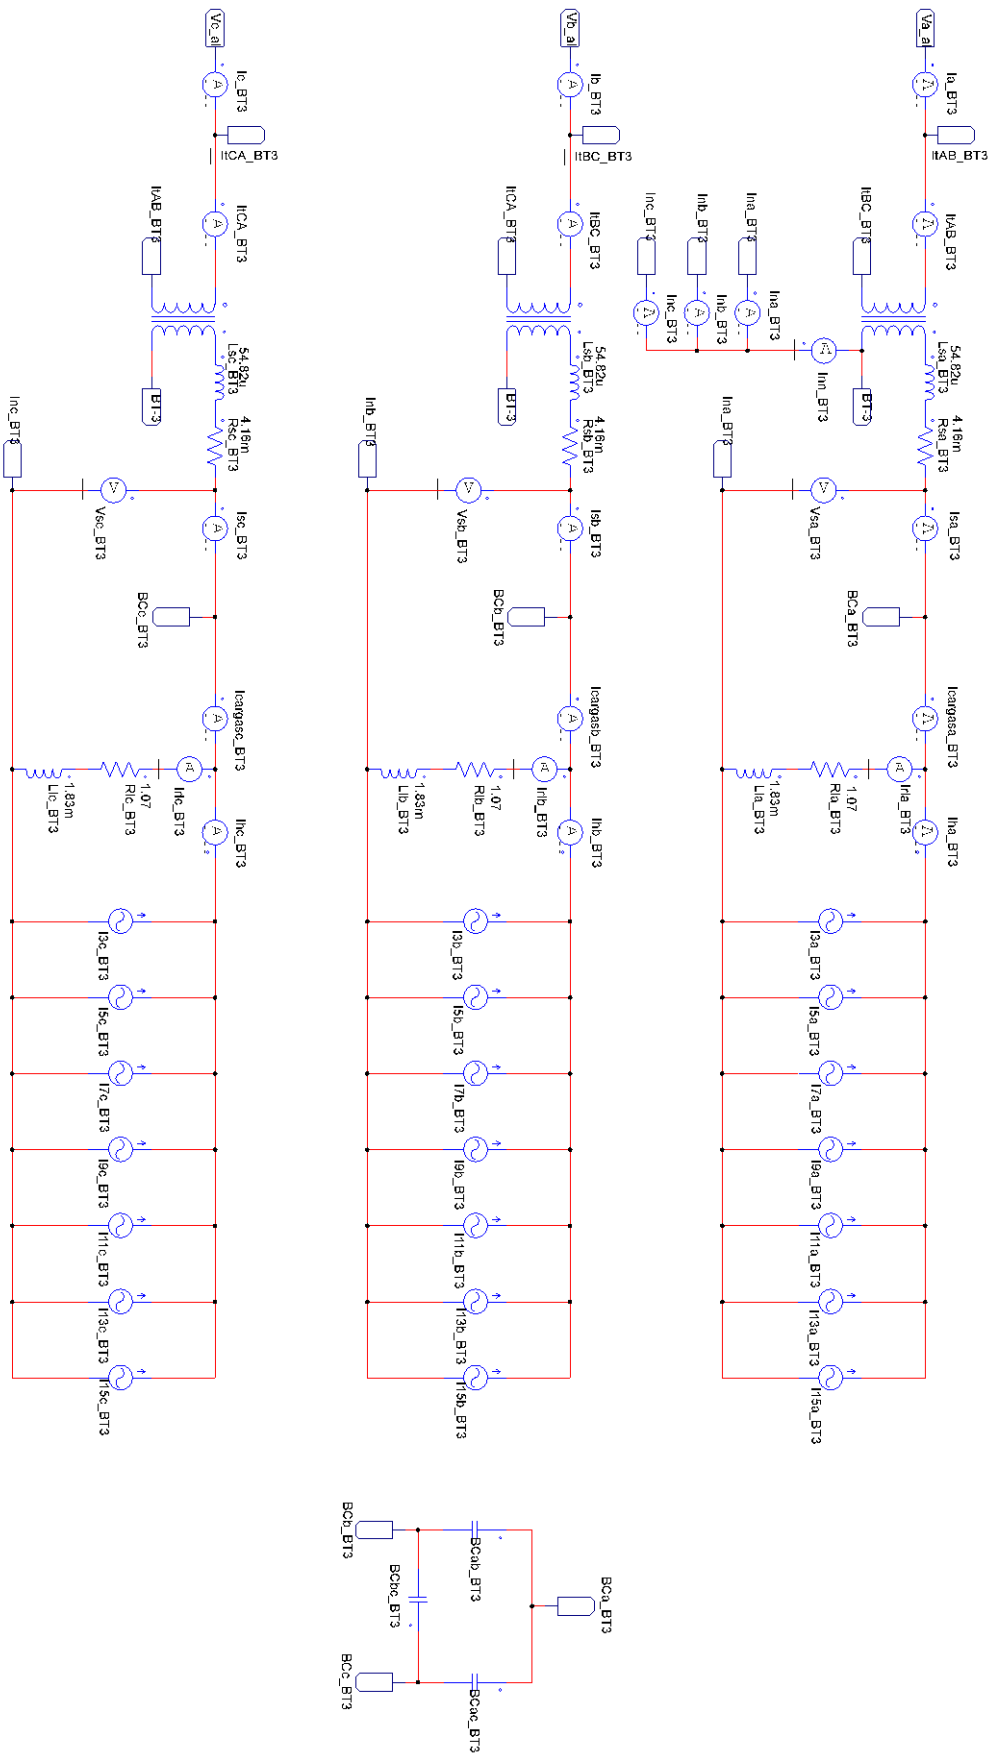 Va_al
Ia_BT3
ItAB_BT3
ItAB_BT3
ItBC_BT3
54.82u
Lsa_BT3
4.16m
Rsa_BT3
BT-3
Inn_BT3
Ina_BT3
Ina_BT3
Inb_BT3
Inb_BT3
Inc_BT3
Inc_BT3
Ina_BT3
Vsa_BT3
Isa_BT3
BCa_BT3
Icargasa_BT3
Irla_BT3
1.07
Rla_BT3
1.83m
Lla_BT3
Iha_BT3
I3a_BT3
I5a_BT3
I7a_BT3
I9a_BT3
I11a_BT3
I13a_BT3
I15a_BT3
Vb_al
Ib_BT3
ItBC_BT3
ItBC_BT3
ItCA_BT3
54.82u
Lsb_BT3
4.16m
Rsb_BT3
BT-3
Inb_BT3
Vsb_BT3
Isb_BT3
BCb_BT3
Icargasb_BT3
Irlb_BT3
1.07
Rlb_BT3
1.83m
Llb_BT3
Ihb_BT3
I3b_BT3
I5b_BT3
I7b_BT3
I9b_BT3
I11b_BT3
I13b_BT3
I15b_BT3
Vc_al
Ic_BT3
ItCA_BT3
ItCA_BT3
ItAB_BT3
54.82u
Lsc_BT3
4.16m
Rsc_BT3
BT-3
Inc_BT3
Vsc_BT3
Isc_BT3
BCc_BT3
Icargasc_BT3
Irlc_BT3
1.07
Rlc_BT3
1.83m
Llc_BT3
Ihc_BT3
I3c_BT3
I5c_BT3
I7c_BT3
I9c_BT3
I11c_BT3
I13c_BT3
I15c_BT3
BCa_BT3
BCab_BT3
BCac_BT3
BCbc_BT3
BCb_BT3
BCc_BT3